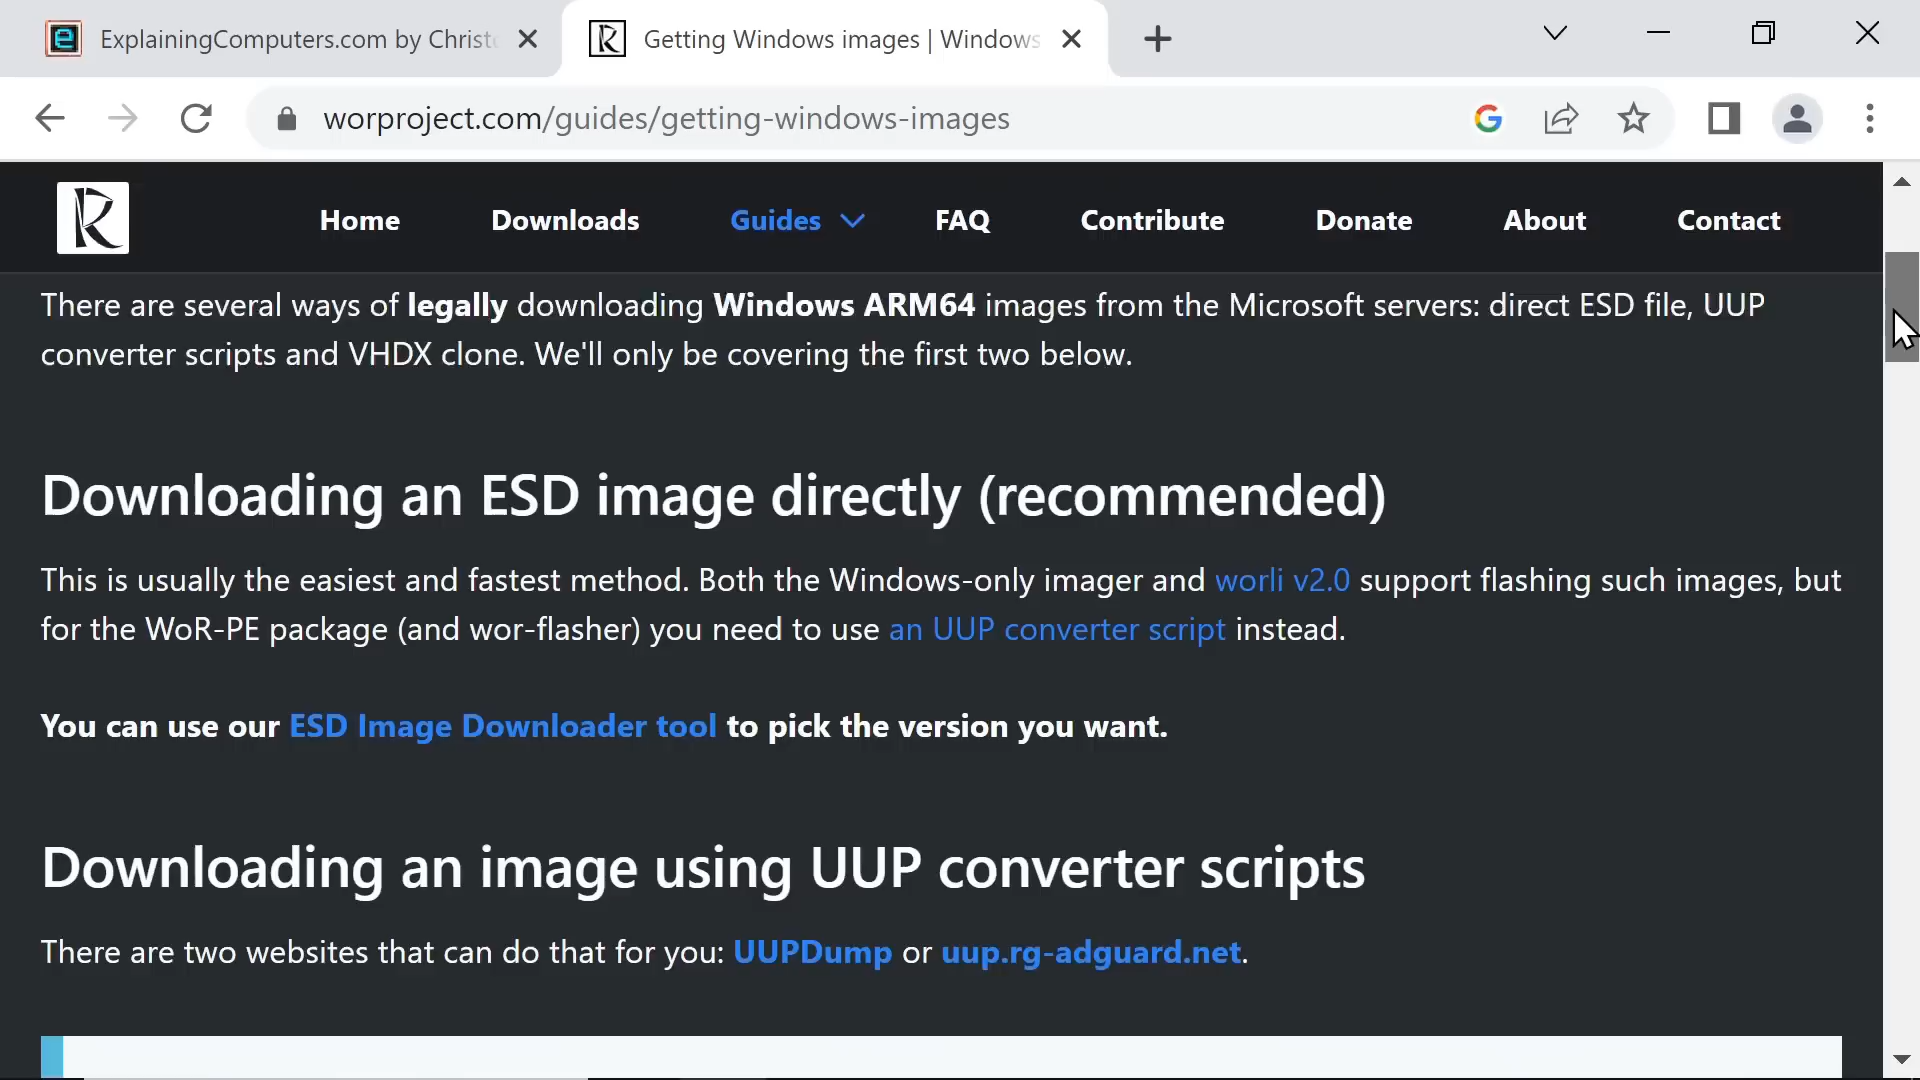 ExplainingComputers.com by Christ
Getting Windows images | Windows
worproject.com/guides/getting-windows-images
Home Downloads Guides FAQ Contribute Donate About Contact
There are several ways of legally downloading Windows ARM64 images from the Microsoft servers: direct ESD file, UUP
converter scripts and VHDX clone. We'll only be covering the first two below.
Downloading an ESD image directly (recommended)
This is usually the easiest and fastest method. Both the Windows-only imager and worli v2.0 support flashing such images, but
for the WoR-PE package (and wor-flasher) you need to use an UUP converter script instead.
You can use our ESD Image Downloader tool to pick the version you want.
Downloading an image using UUP converter scripts
There are two websites that can do that for you: UUPDump or uup.rg-adguard.net.